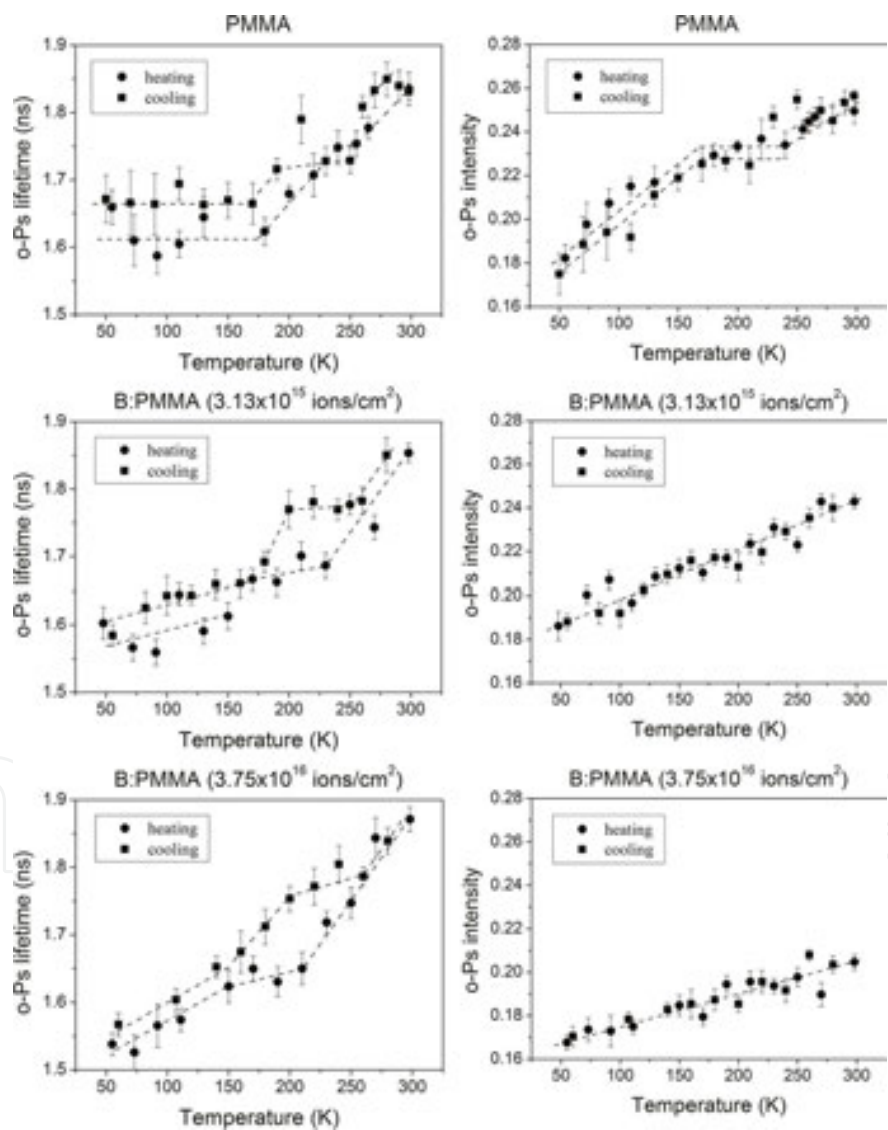 PMMA
1.9
1.8
1.7
1.6
1.5
o-Ps lifetime (ns)
heating
cooling
50 100 150 200 250 300
Temperature (K)
PMMA
0.28
0.26
0.24
0.22
0.20
0.18
0.16
o-Ps intensity
heating
cooling
50 100 150 200 250 300
Temperature (K)
B:PMMA (3.13x10¹⁵ ions/cm²)
1.9
1.8
1.7
1.6
1.5
o-Ps lifetime (ns)
heating
cooling
50 100 150 200 250 300
Temperature (K)
B:PMMA (3.13x10¹⁵ ions/cm²)
0.28
0.26
0.24
0.22
0.20
0.18
0.16
o-Ps intensity
heating
cooling
50 100 150 200 250 300
Temperature (K)
B:PMMA (3.75x10¹⁶ ions/cm²)
1.9
1.8
1.7
1.6
1.5
o-Ps lifetime (ns)
heating
cooling
50 100 150 200 250 300
Temperature (K)
B:PMMA (3.75x10¹⁶ ions/cm²)
0.28
0.26
0.24
0.22
0.20
0.18
0.16
o-Ps intensity
heating
cooling
50 100 150 200 250 300
Temperature (K)